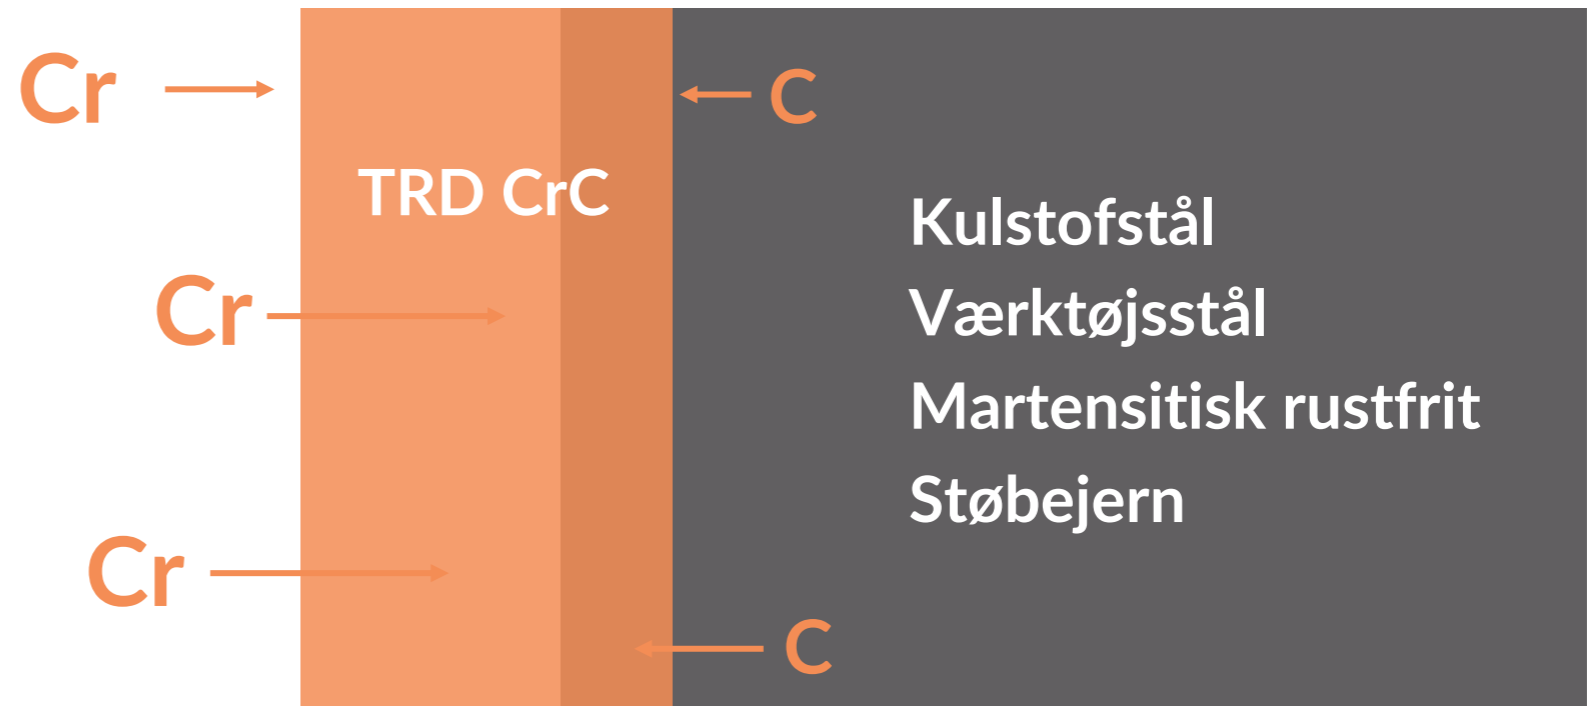 Cr
C
TRD CrC
Kulstofstål
Cr
Værktøjsstål
Martensitisk rustfrit
Støbejern
Cr
C